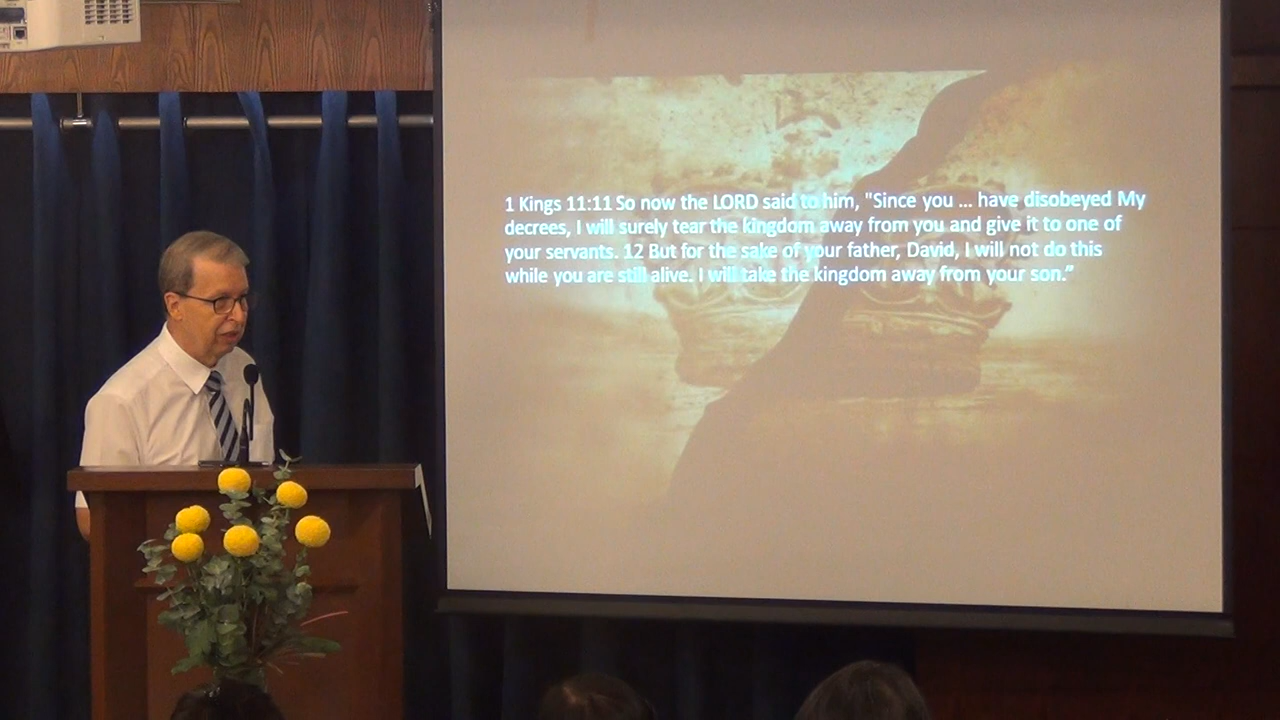 1 Kings 11:11 So now the LORD said to him, "Since you ... have disobeyed My
decrees, I will surely tear the kingdom away from you and give it to one of
your servants. 12 But for the sake of your father, David, I will not do this
while you are still alive. I will take the kingdom away from your son.”